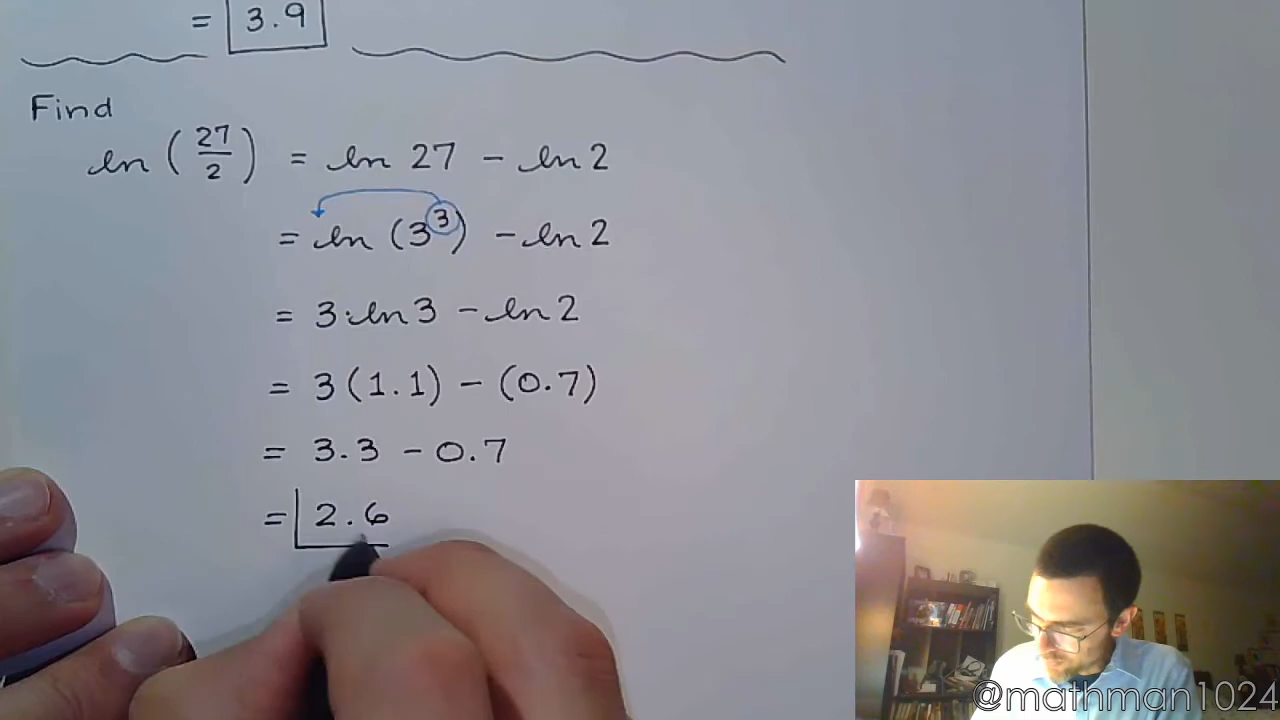 = 3.9
Find
ln (27/2) = ln 27 - ln 2
= ln (3³) - ln 2
= 3·ln 3 - ln 2
= 3(1.1) - (0.7)
= 3.3 - 0.7
= 2.6
@mathman1024